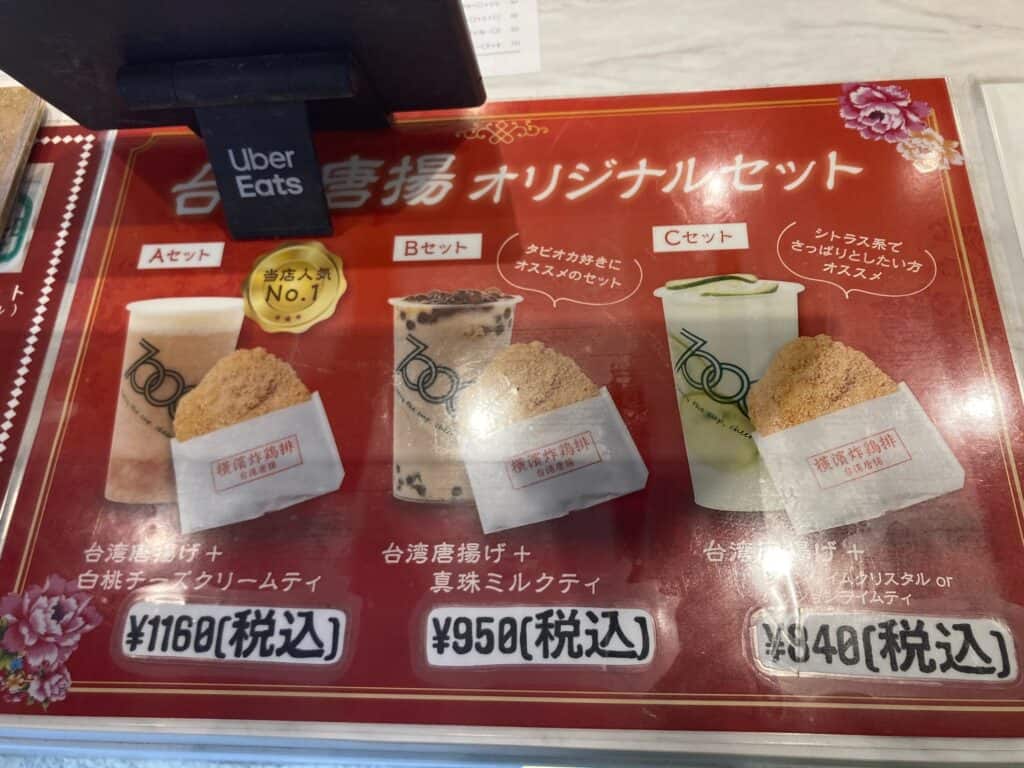 Uber
Eats
台 唐揚 オリジナルセット
Aセット
当店人気
No.1
Bセット
タピオカ好きに
オススメのセット
Cセット
シトラス系で
さっぱりとしたい方
オススメ
横濱炸鶏排
台湾唐揚
横濱炸鶏排
台湾唐揚
横濱炸鶏排
台湾唐揚
台湾唐揚げ+
白桃チーズクリームティ
¥1160(税込)
台湾唐揚げ+
真珠ミルクティ
¥950(税込)
台湾唐揚げ+
イムクリスタル or
ライムティ
¥840(税込)